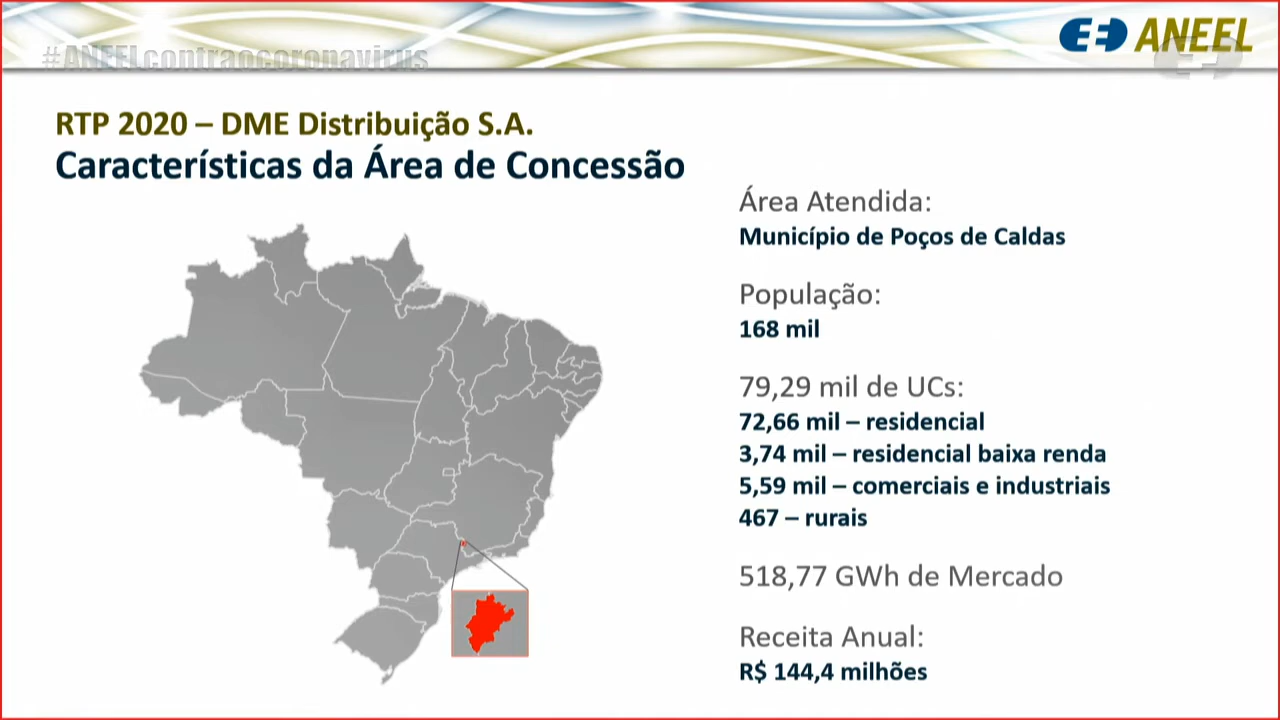 #ANEELcontraocoronavirus
ANEEL
RTP 2020 – DME Distribuição S.A.
Características da Área de Concessão
Área Atendida:
Município de Poços de Caldas
População:
168 mil
79,29 mil de UCs:
72,66 mil – residencial
3,74 mil – residencial baixa renda
5,59 mil – comerciais e industriais
467 – rurais
518,77 GWh de Mercado
Receita Anual:
R$ 144,4 milhões